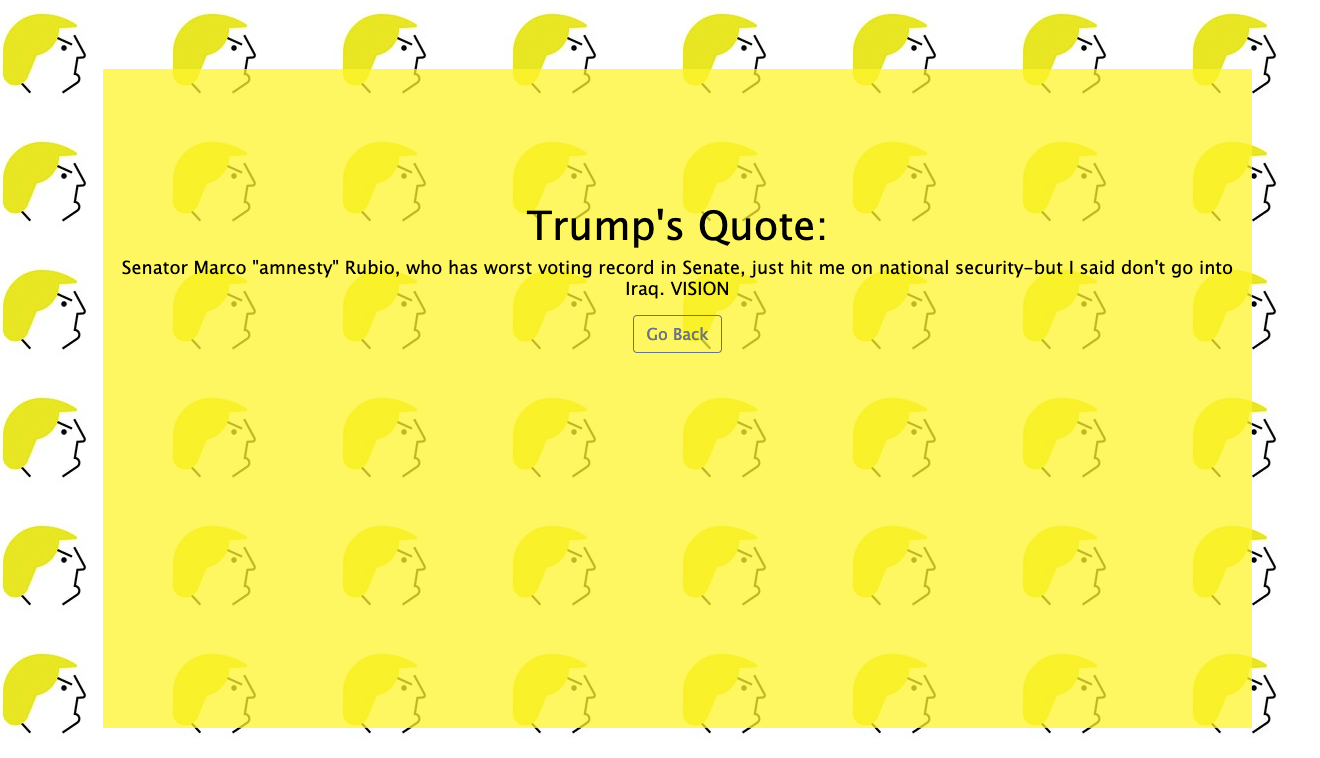 Trump's Quote:
Senator Marco "amnesty" Rubio, who has worst voting record in Senate, just hit me on national security-but I said don't go into
Iraq. VISION
Go Back